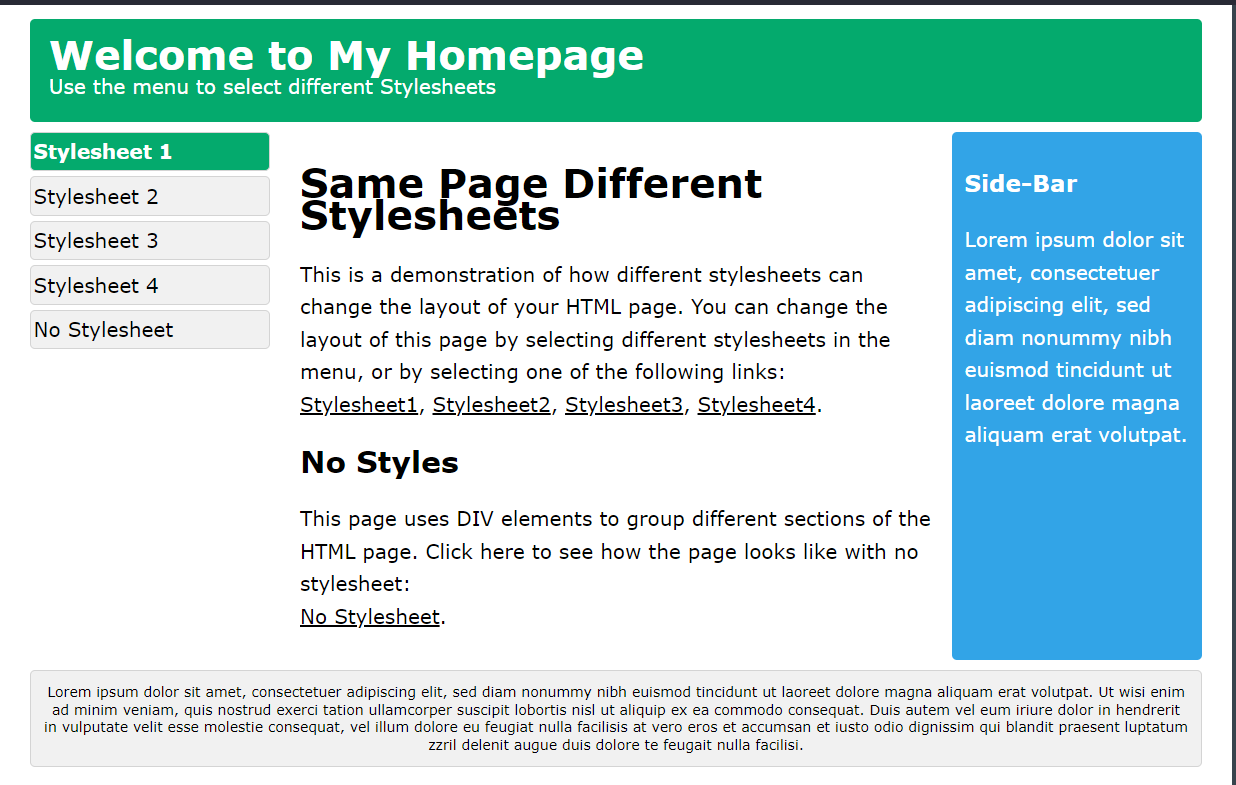 Welcome to My Homepage
Use the menu to select different Stylesheets
Stylesheet 1
Stylesheet 2
Stylesheet 3
Stylesheet 4
No Stylesheet
Same Page Different
Stylesheets
This is a demonstration of how different stylesheets can
change the layout of your HTML page. You can change the
layout of this page by selecting different stylesheets in the
menu, or by selecting one of the following links:
Stylesheet1, Stylesheet2, Stylesheet3, Stylesheet4.
No Styles
This page uses DIV elements to group different sections of the
HTML page. Click here to see how the page looks like with no
stylesheet:
No Stylesheet.
Side-Bar
Lorem ipsum dolor sit
amet, consectetuer
adipiscing elit, sed
diam nonummy nibh
euismod tincidunt ut
laoreet dolore magna
aliquam erat volutpat.
Lorem ipsum dolor sit amet, consectetuer adipiscing elit, sed diam nonummy nibh euismod tincidunt ut laoreet dolore magna aliquam erat volutpat. Ut wisi enim
ad minim veniam, quis nostrud exerci tation ullamcorper suscipit lobortis nisl ut aliquip ex ea commodo consequat. Duis autem vel eum iriure dolor in hendrerit
in vulputate velit esse molestie consequat, vel illum dolore eu feugiat nulla facilisis at vero eros et accumsan et iusto odio dignissim qui blandit praesent luptatum
zzril delenit augue duis dolore te feugait nulla facilisi.